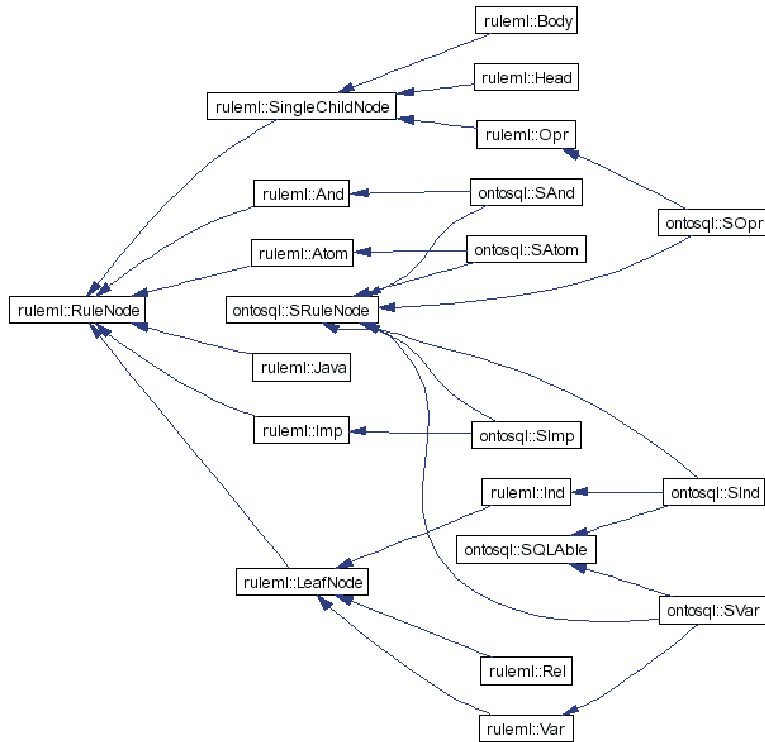 ruleml::Body
ruleml::Head
ruleml::SingleChildNode
ruleml::Opr
ruleml::And
ontosql::SAnd
ontosql::SOpr
ruleml::Atom
ontosql::SAtom
ruleml::RuleNode
ontosql::SRuleNode
ruleml::Java
ruleml::Imp
ontosql::SImp
ruleml::Ind
ontosql::SInd
ontosql::SQLAble
ruleml::LeafNode
ontosql::SVar
ruleml::Rel
ruleml::Var